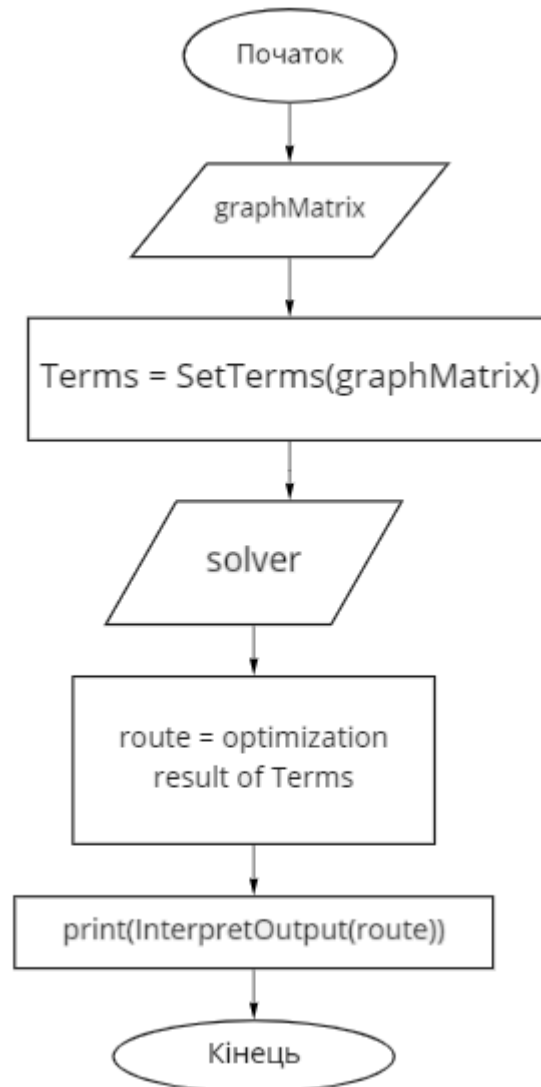 Початок
graphMatrix
Terms = SetTerms(graphMatrix)
solver
route = optimization
result of Terms
print(InterpretOutput(route))
Кінець